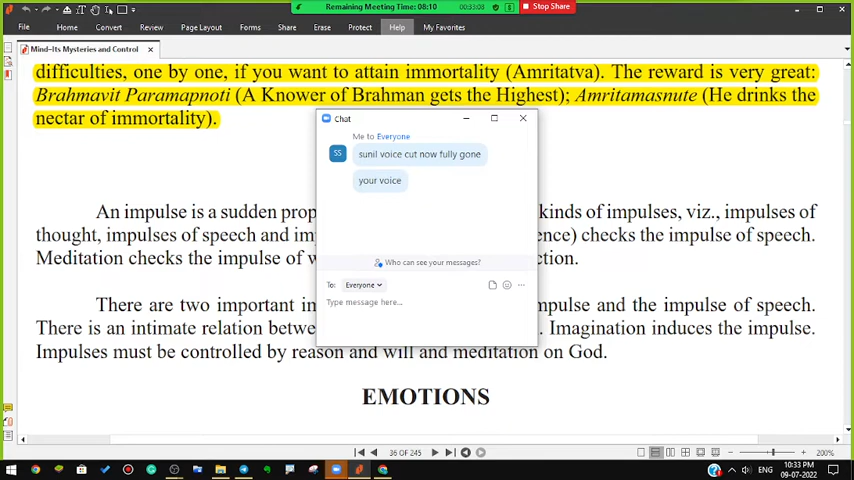 Remaining Meeting Time: 08:10
00:33:00
Stop Share
File
Home
Convert
Review
Page Layout
Forms
Share
Erase
Protect
Help
My Favorites
Mind–Its Mysteries and Control
difficulties, one by one, if you want to attain immortality (Amritatva). The reward is very great:
Brahmavit Paramapnoti (A Knower of Brahman gets the Highest); Amritamasnute (He drinks the
nectar of immortality).
Chat
Me to Everyone
SS
sunil voice cut now fully gone
your voice
An impulse is a sudden prop
kinds of impulses, viz., impulses of
thought, impulses of speech and im
ence) checks the impulse of speech.
Meditation checks the impulse of
ction.
Who can see your messages?
To: Everyone
Type message here...
There are two important im
mpulse and the impulse of speech.
There is an intimate relation betwe
. Imagination induces the impulse.
Impulses must be controlled by reason and will and meditation on God.
EMOTIONS
36 OF 245
200%
ENG
10:33 PM
09-07-2022